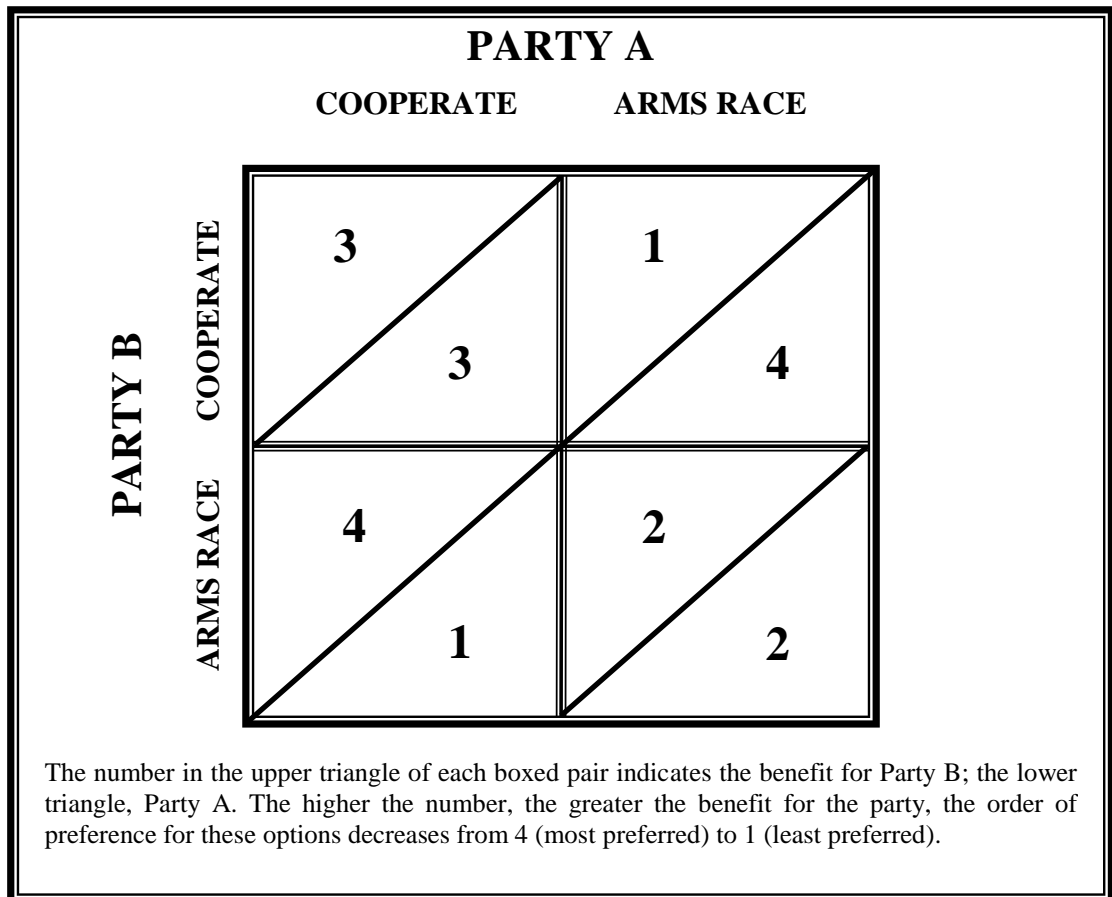 PARTY A
COOPERATE ARMS RACE
PARTY B
COOPERATE
3
3
1
4
ARMS RACE
4
1
2
2
The number in the upper triangle of each boxed pair indicates the benefit for Party B; the lower
triangle, Party A. The higher the number, the greater the benefit for the party, the order of
preference for these options decreases from 4 (most preferred) to 1 (least preferred).